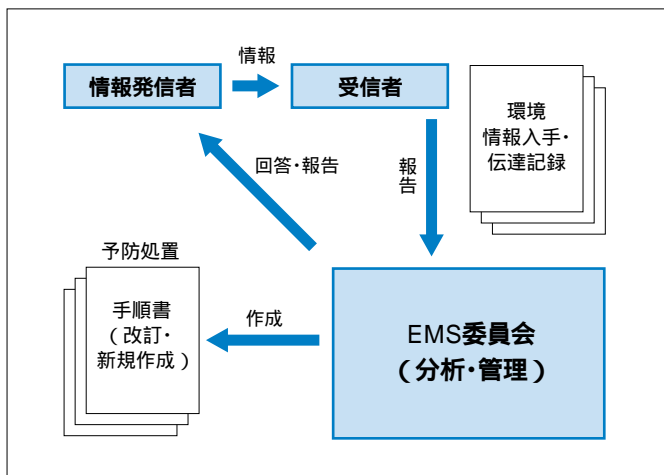 情報
情報発信者
受信者
環境
情報入手・
伝達記録
回答・報告
報告
予防処置
手順書
（改訂・
新規作成）
作成
EMS委員会
（分析・管理）